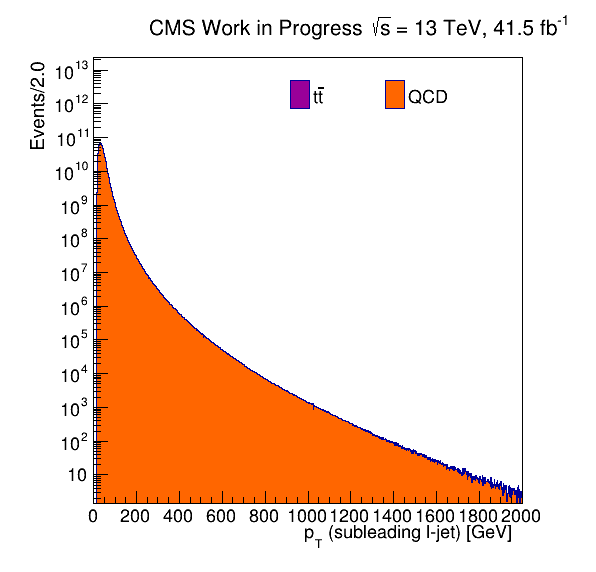 CMS Work in Progress √s = 13 TeV, 41.5 fb⁻¹
Events/2.0
10¹³
10¹²
10¹¹
10¹⁰
10⁹
10⁸
10⁷
10⁶
10⁵
10⁴
10³
10²
10
tt̄
QCD
0 200 400 600 800 1000 1200 1400 1600 1800 2000
p_T (subleading l-jet) [GeV]